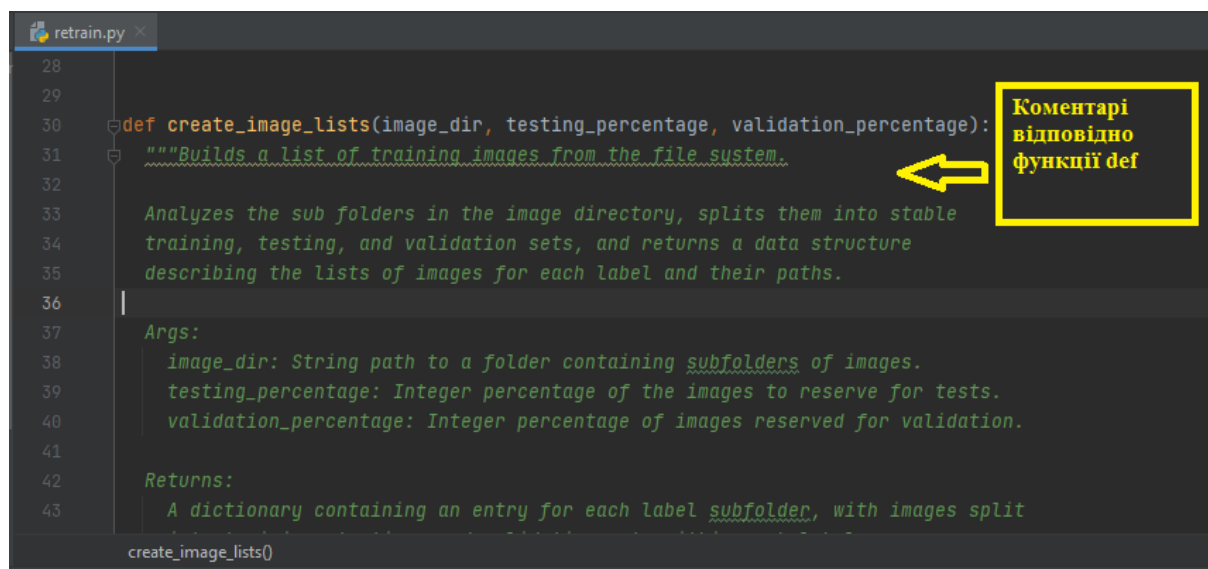 retrain.py
28
29
30 def create_image_lists(image_dir, testing_percentage, validation_percentage):
31 """Builds a list of training images from the file system.
32
33 Analyzes the sub folders in the image directory, splits them into stable
34 training, testing, and validation sets, and returns a data structure
35 describing the lists of images for each label and their paths.
36
37 Args:
38 image_dir: String path to a folder containing subfolders of images.
39 testing_percentage: Integer percentage of the images to reserve for tests.
40 validation_percentage: Integer percentage of images reserved for validation.
41
42 Returns:
43 A dictionary containing an entry for each label subfolder, with images split
create_image_lists()
Коментарі
відповідно
функції def